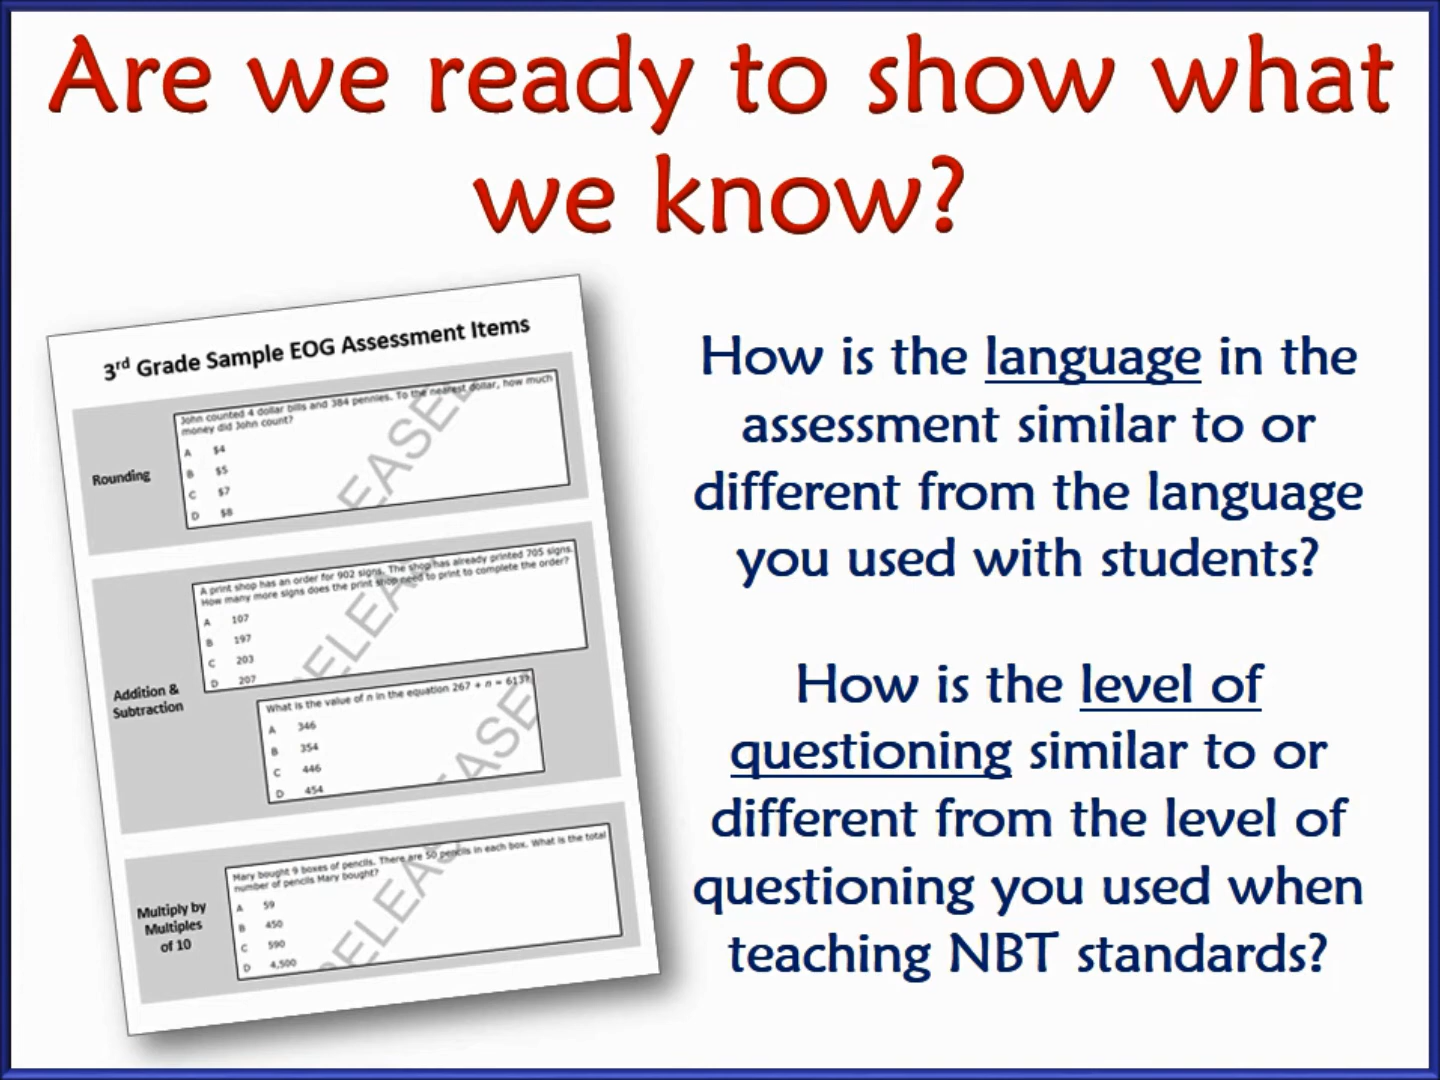 Are we ready to show what
we know?
3rd Grade Sample EOG Assessment Items
Rounding
John counted 4 dollar bills and 384 pennies. To the nearest dollar, how much
money did John count?
A $4
B $5
C $7
D $8
RELEASED
Addition &
Subtraction
A print shop has an order for 902 signs. The shop has already printed 705 signs.
How many more signs does the print shop need to print to complete the order?
A 107
B 197
C 203
D 207
What is the value of n in the equation 267 + n = 613?
A 346
B 354
C 446
D 454
Multiply by
Multiples
of 10
Mary bought 9 boxes of pencils. There are 50 pencils in each box. What is the total
number of pencils Mary bought?
A 59
B 450
C 590
D 4,500
How is the language in the
assessment similar to or
different from the language
you used with students?
How is the level of
questioning similar to or
different from the level of
questioning you used when
teaching NBT standards?